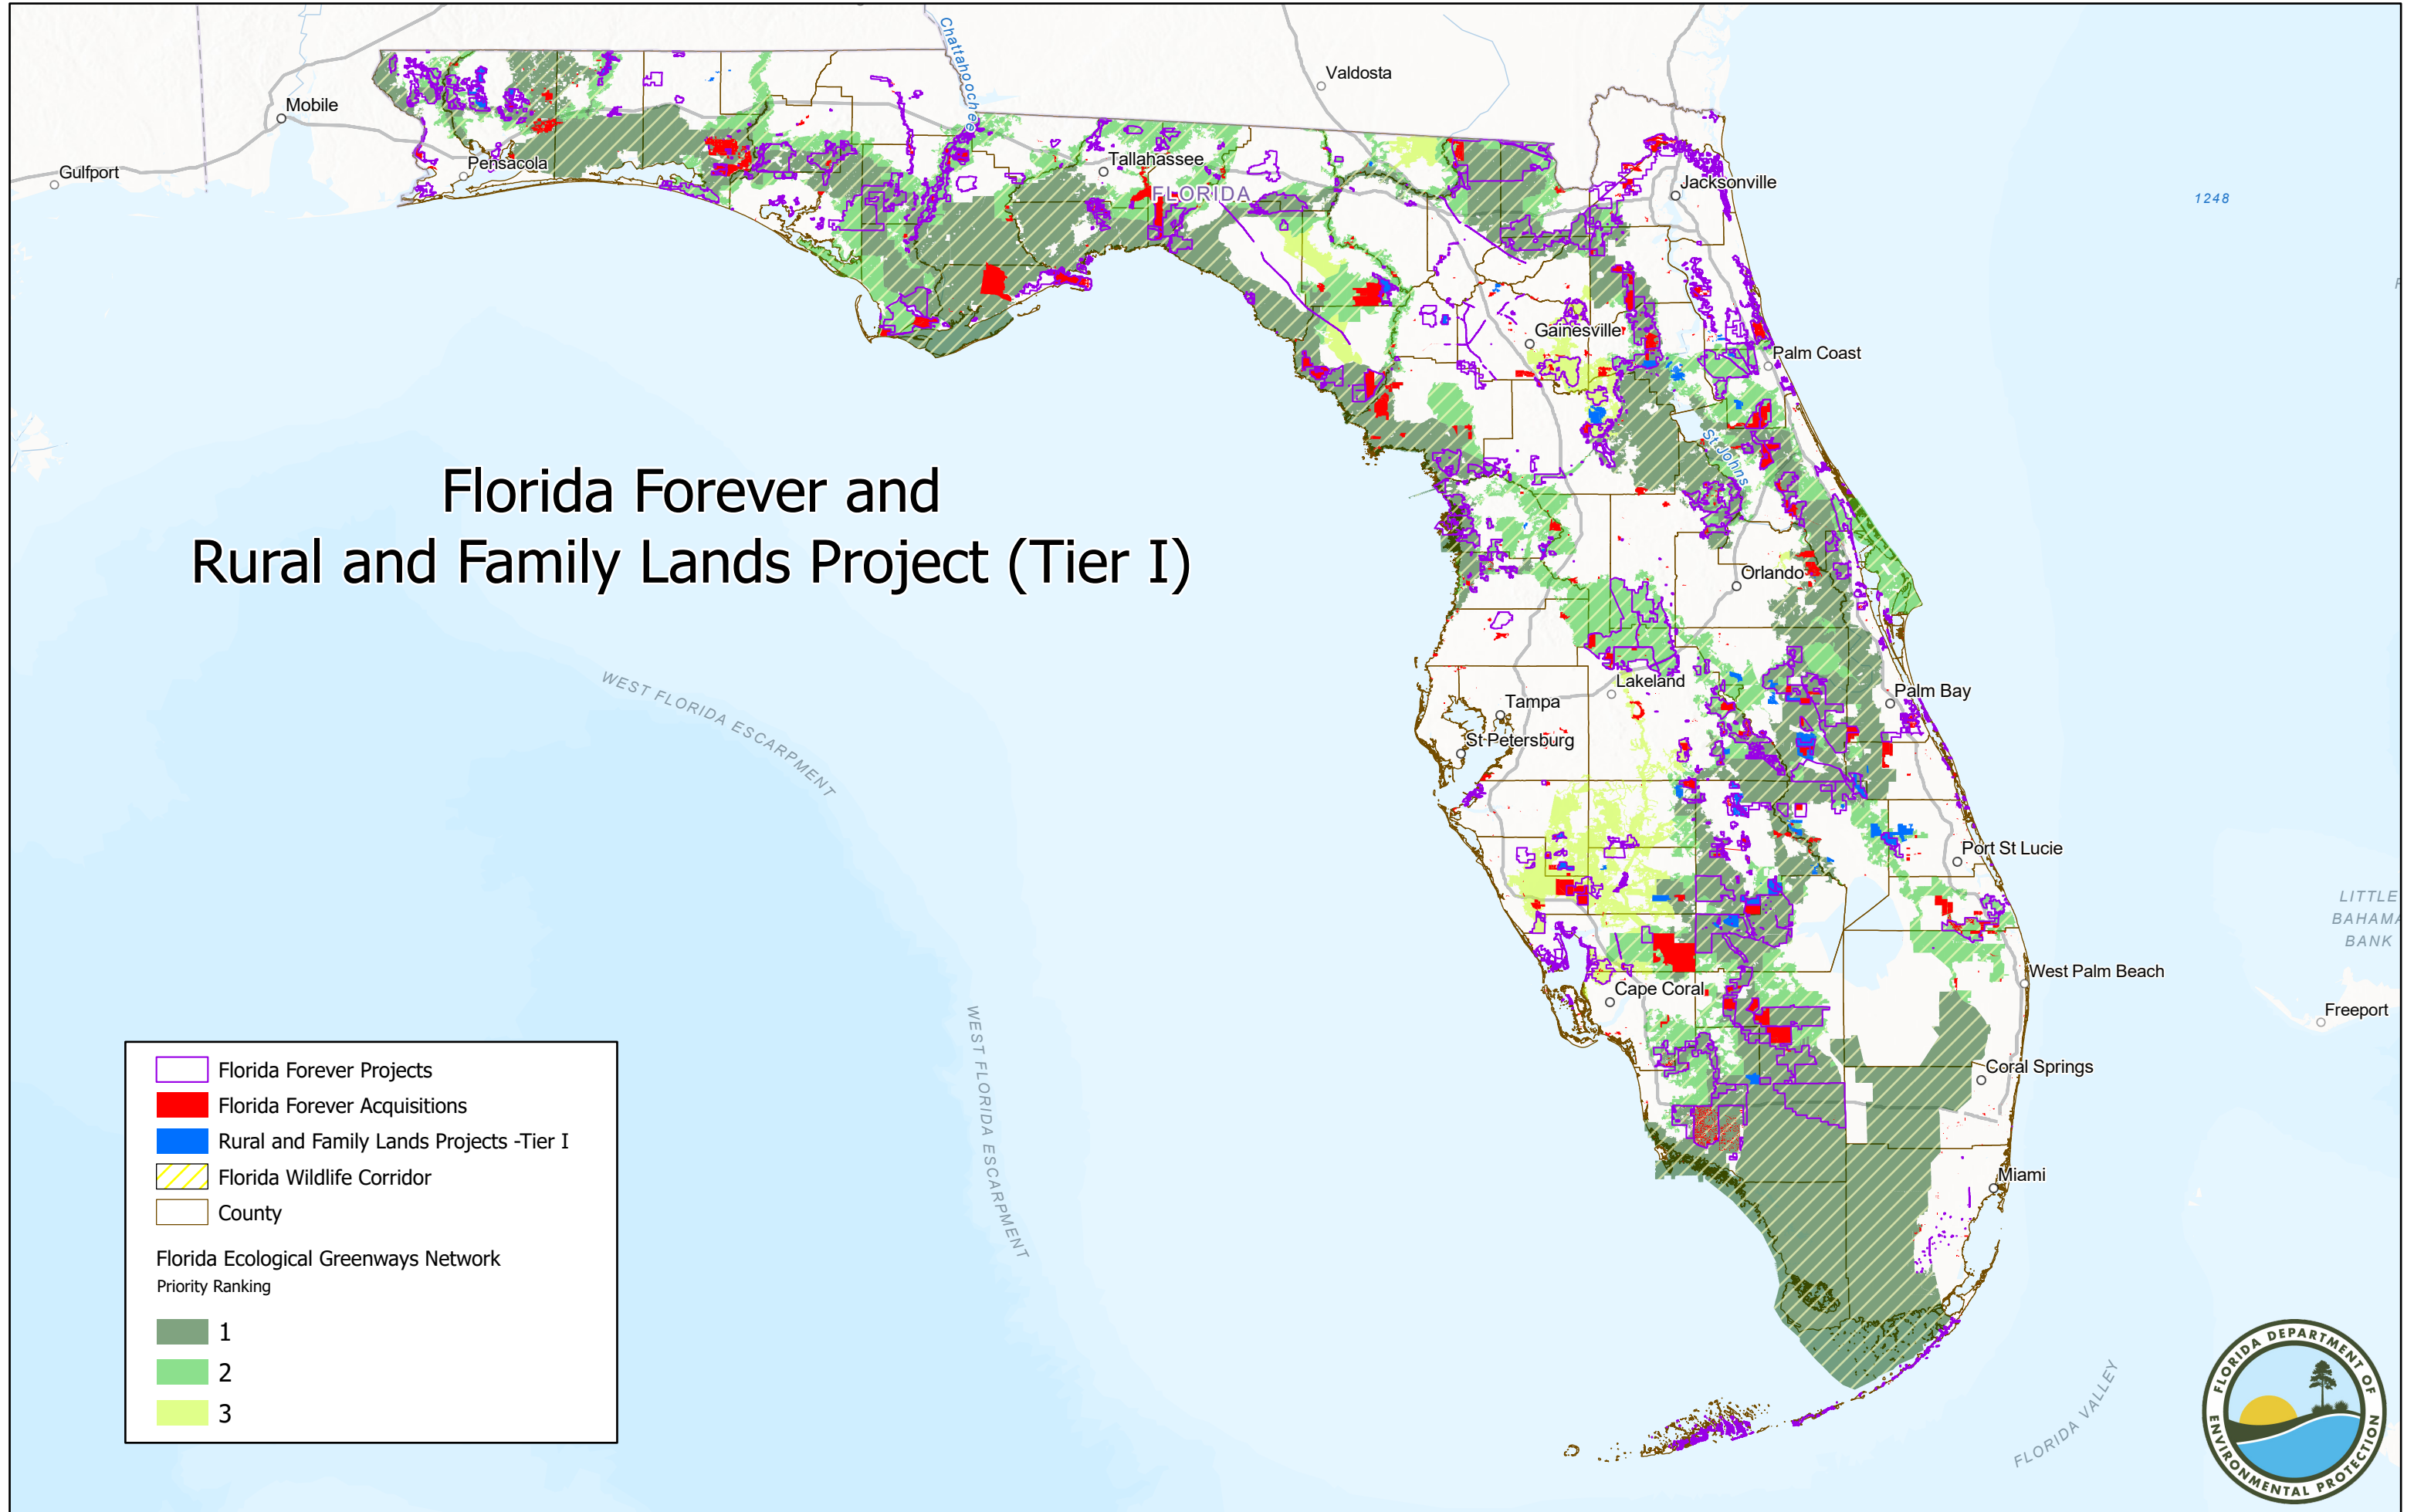 Chattahoochee
Valdosta
Mobile
Gulfport
Pensacola
Tallahassee
FLORIDA
Jacksonville
1248
Gainesville
Palm Coast
St Johns
Florida Forever and
Rural and Family Lands Project (Tier I)
Orlando
WEST FLORIDA ESCARPMENT
Lakeland
Tampa
Palm Bay
St Petersburg
Port St Lucie
LITTLE
BAHAMA
BANK
West Palm Beach
Cape Coral
Freeport
WEST FLORIDA ESCARPMENT
Coral Springs
Miami
Florida Forever Projects
Florida Forever Acquisitions
Rural and Family Lands Projects -Tier I
Florida Wildlife Corridor
County
Florida Ecological Greenways Network
Priority Ranking
1
2
3
FLORIDA VALLEY
FLORIDA DEPARTMENT OF
ENVIRONMENTAL PROTECTION